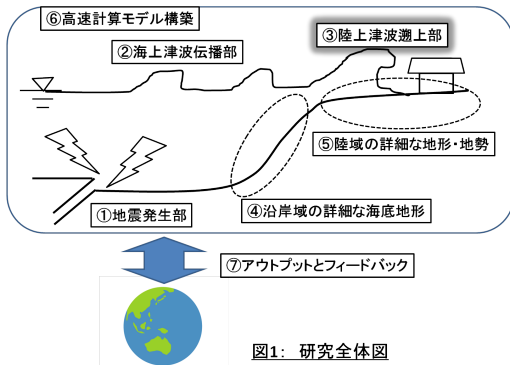 ⑥高速計算モデル構築
②海上津波伝播部
③陸上津波遡上部
⑤陸域の詳細な地形・地勢
①地震発生部
④沿岸域の詳細な海底地形
⑦アウトプットとフィードバック
図1: 研究全体図